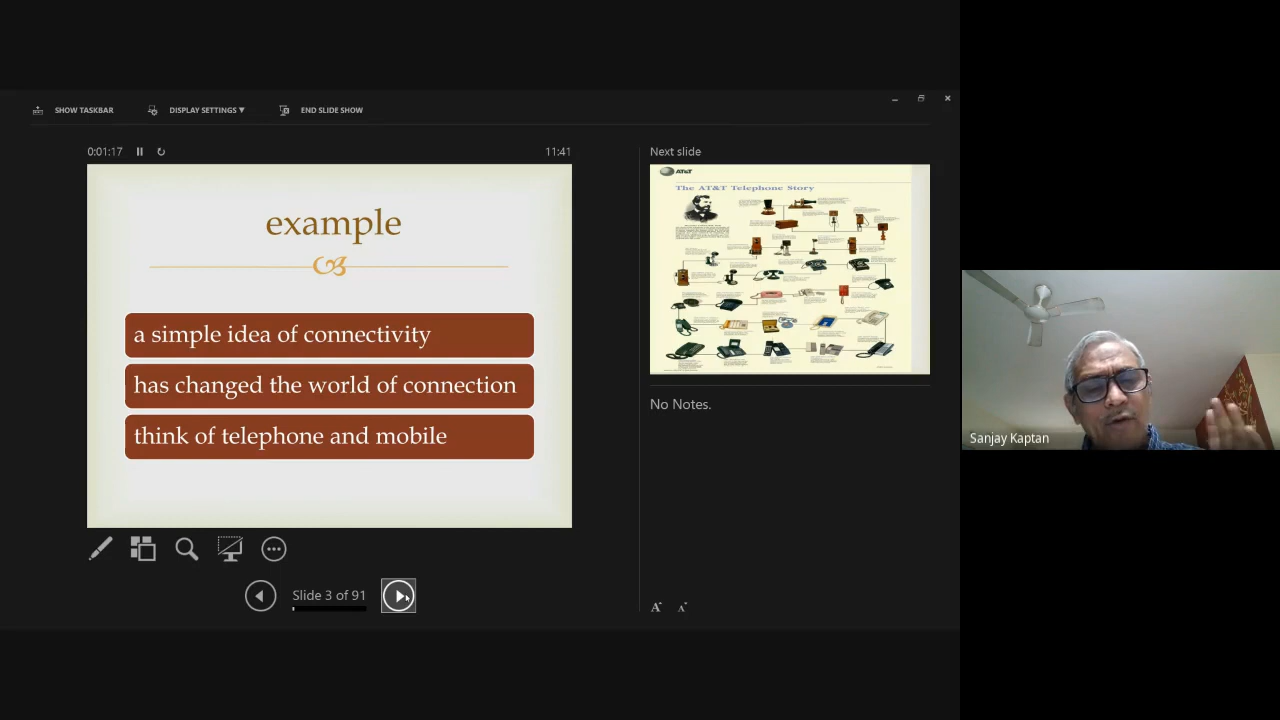 SHOW TASKBAR
DISPLAY SETTINGS ▼
END SLIDE SHOW
0:01:17
11:41
example
a simple idea of connectivity
has changed the world of connection
think of telephone and mobile
Slide 3 of 91
Next slide
AT&T
The AT&T Telephone Story
No Notes.
A
A
Sanjay Kaptan